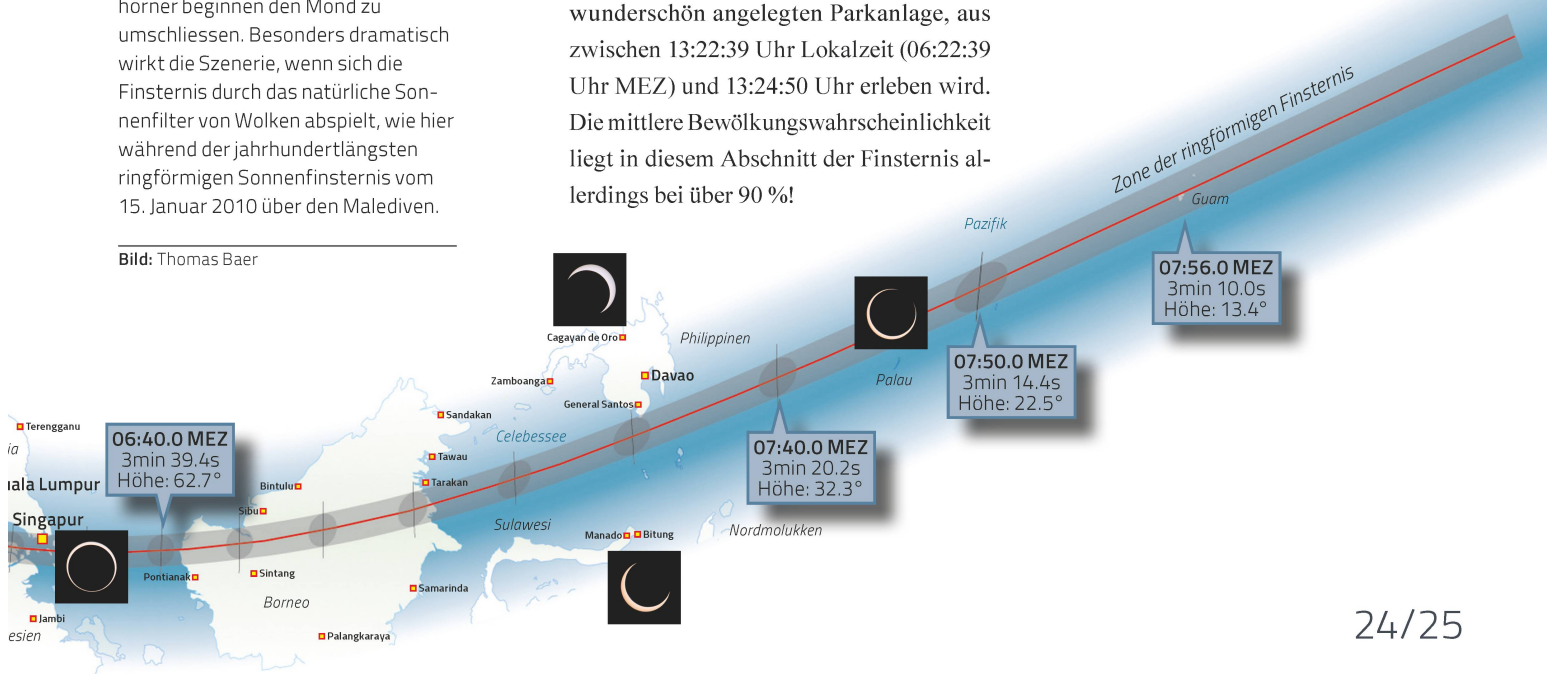 hörner beginnen den Mond zu
umschliessen. Besonders dramatisch
wirkt die Szenerie, wenn sich die
Finsternis durch das natürliche Son-
nenfilter von Wolken abspielt, wie hier
während der jahrhundertlängsten
ringförmigen Sonnenfinsternis vom
15. Januar 2010 über den Malediven.
Bild: Thomas Baer
wunderschön angelegten Parkanlage, aus
zwischen 13:22:39 Uhr Lokalzeit (06:22:39
Uhr MEZ) und 13:24:50 Uhr erleben wird.
Die mittlere Bewölkungswahrscheinlichkeit
liegt in diesem Abschnitt der Finsternis al-
lerdings bei über 90 %!
Zone der ringförmigen Finsternis
Guam
Pazifik
07:56.0 MEZ
3min 10.0s
Höhe: 13.4°
Cagayan de Oro
Philippinen
07:50.0 MEZ
3min 14.4s
Höhe: 22.5°
Palau
Zamboanga
Davao
General Santos
Sandakan
Terengganu
06:40.0 MEZ
3min 39.4s
Höhe: 62.7°
Celebessee
07:40.0 MEZ
3min 20.2s
Höhe: 32.3°
ia
Tawau
uala Lumpur
Bintulu
Tarakan
Sibu
Singapur
Sulawesi
Manado
Bitung
Nordmolukken
Pontianak
Sintang
Samarinda
Borneo
Jambi
esien
Palangkaraya
24/25